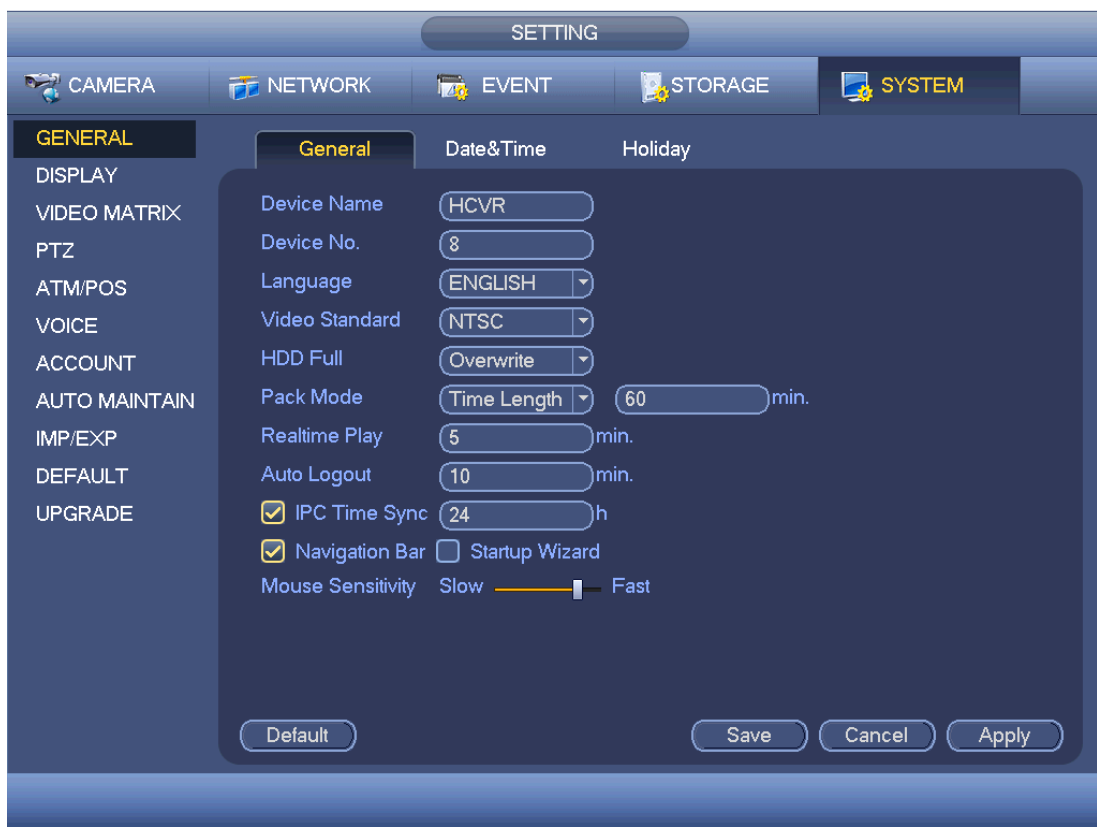 SETTING
CAMERA NETWORK EVENT STORAGE SYSTEM
GENERAL
DISPLAY
VIDEO MATRIX
PTZ
ATM/POS
VOICE
ACCOUNT
AUTO MAINTAIN
IMP/EXP
DEFAULT
UPGRADE
General Date&Time Holiday
Device Name HCVR
Device No. 8
Language ENGLISH
Video Standard NTSC
HDD Full Overwrite
Pack Mode Time Length 60 min.
Realtime Play 5 min.
Auto Logout 10 min.
IPC Time Sync 24 h
Navigation Bar Startup Wizard
Mouse Sensitivity Slow Fast
Default Save Cancel Apply